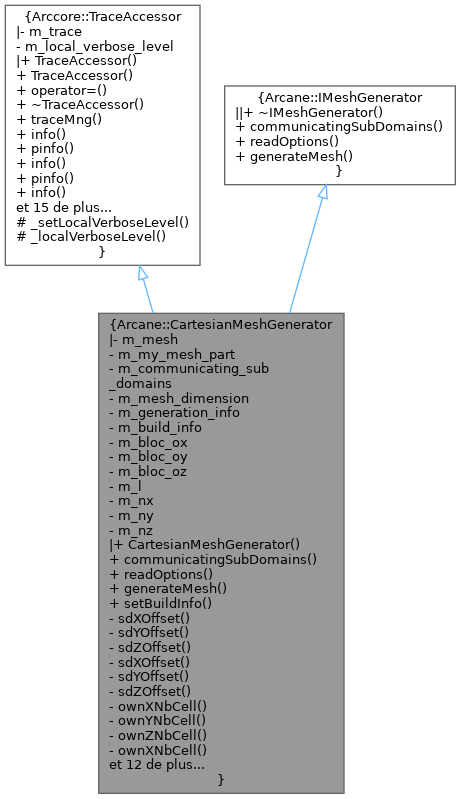 {Arccore::TraceAccessor
|- m_trace
- m_local_verbose_level
|+ TraceAccessor()
+ TraceAccessor()
+ operator=()
+ ~TraceAccessor()
+ traceMng()
+ info()
+ pinfo()
+ info()
+ pinfo()
+ info()
et 15 de plus...
# _setLocalVerboseLevel()
# _localVerboseLevel()
}
{Arcane::IMeshGenerator
||+ ~IMeshGenerator()
+ communicatingSubDomains()
+ readOptions()
+ generateMesh()
}
{Arcane::CartesianMeshGenerator
|- m_mesh
- m_my_mesh_part
- m_communicating_sub
_domains
- m_mesh_dimension
- m_generation_info
- m_build_info
- m_bloc_ox
- m_bloc_oy
- m_bloc_oz
- m_l
- m_nx
- m_ny
- m_nz
|+ CartesianMeshGenerator()
+ communicatingSubDomains()
+ readOptions()
+ generateMesh()
+ setBuildInfo()
- sdXOffset()
- sdYOffset()
- sdZOffset()
- sdXOffset()
- sdYOffset()
- sdZOffset()
- ownXNbCell()
- ownYNbCell()
- ownZNbCell()
- ownXNbCell()
et 12 de plus...
}